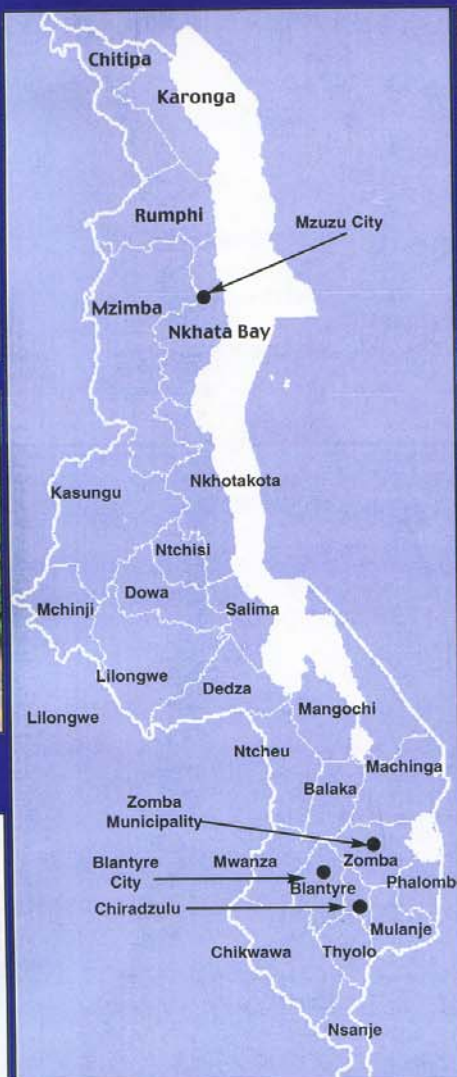 Chitipa
Karonga
Rumphi
Mzuzu City
Mzimba
Nkhata Bay
Nkhotakota
Kasungu
Ntchisi
Dowa
Mchinji
Salima
Lilongwe
Dedza
Lilongwe
Mangochi
Ntcheu
Machinga
Balaka
Zomba
Municipality
Mwanza
Zomba
Blantyre
City
Blantyre
Phalomb
Chiradzulu
Mulanje
Chikwawa
Thyolo
Nsanje